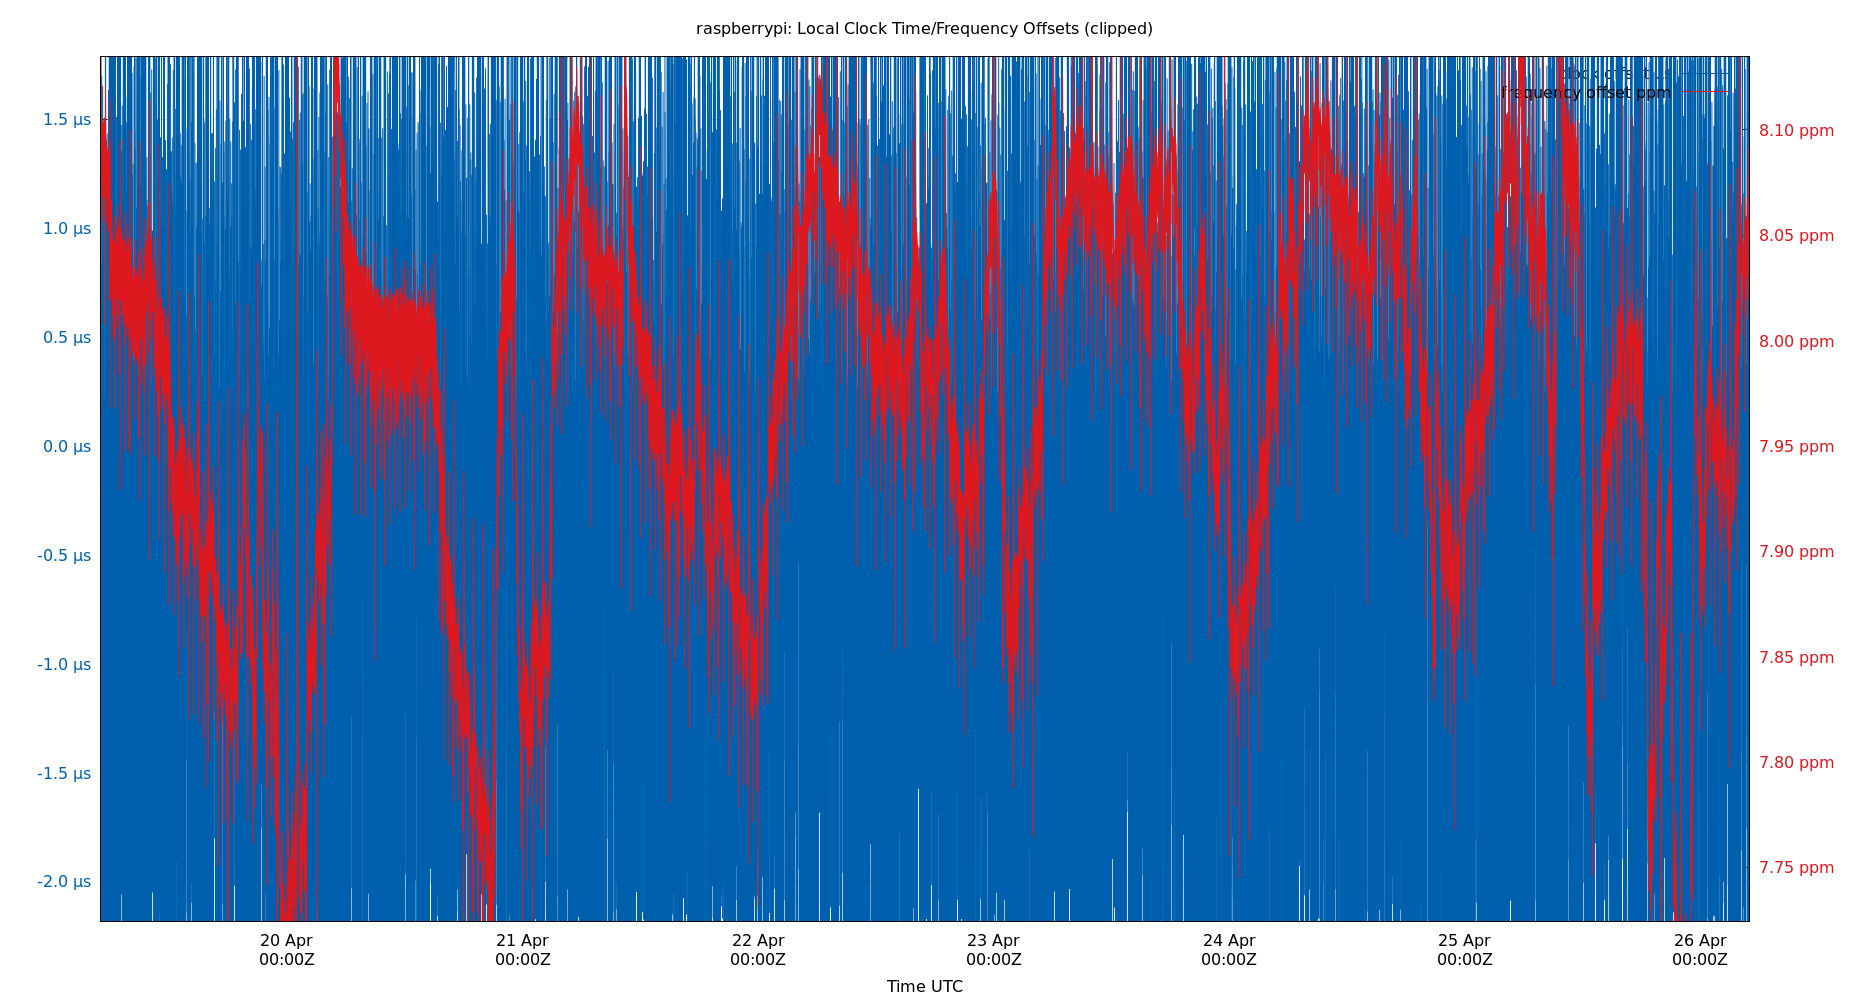 raspberrypi: Local Clock Time/Frequency Offsets (clipped)
clock offset
frequency offset ppm
1.5 µs
1.0 µs
0.5 µs
0.0 µs
-0.5 µs
-1.0 µs
-1.5 µs
-2.0 µs
8.10 ppm
8.05 ppm
8.00 ppm
7.95 ppm
7.90 ppm
7.85 ppm
7.80 ppm
7.75 ppm
20 Apr
00:00Z
21 Apr
00:00Z
22 Apr
00:00Z
23 Apr
00:00Z
24 Apr
00:00Z
25 Apr
00:00Z
26 Apr
00:00Z
Time UTC